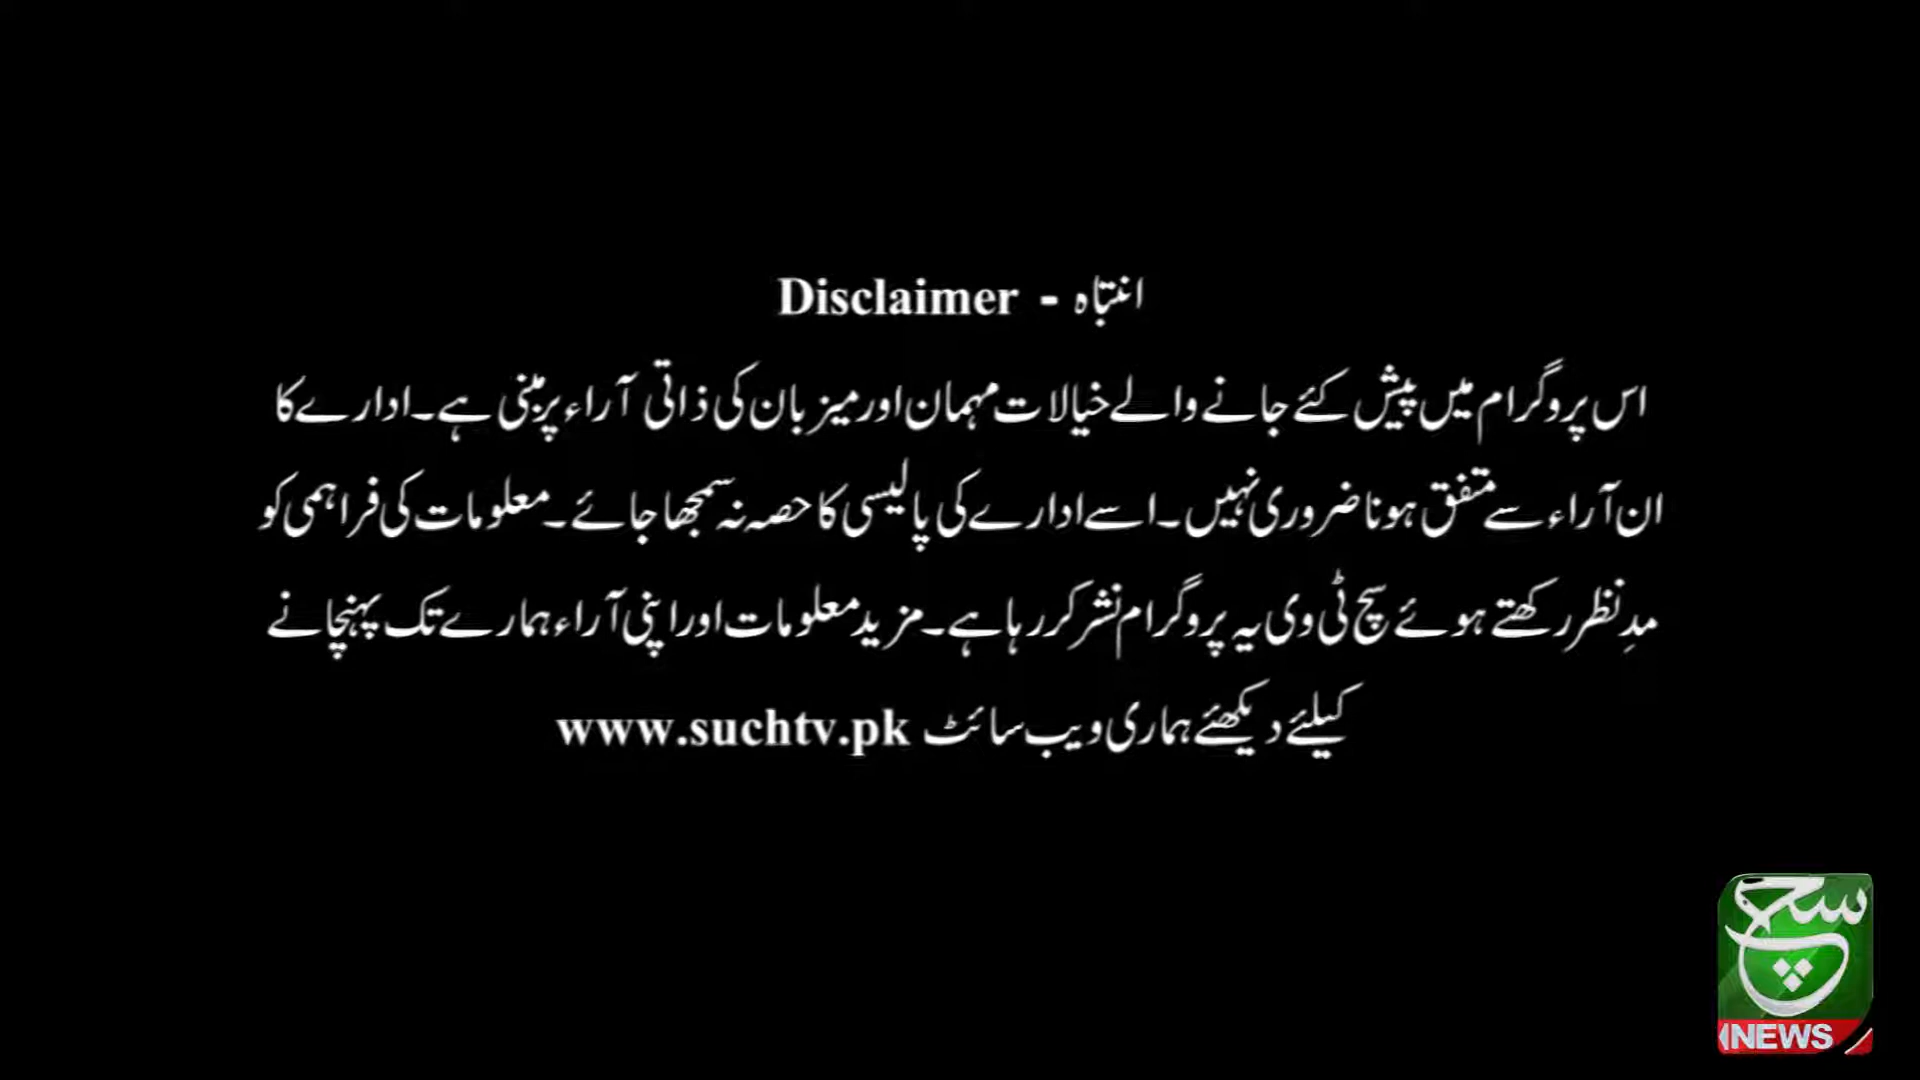 انتباہ - Disclaimer
اس پروگرام میں پیش کئے جانے والے خیالات مہمان اور میزبان کی ذاتی آراء پر مبنی ہے۔ ادارے کا
ان آراء سے متفق ہونا ضروری نہیں۔ اسے ادارے کی پالیسی کا حصہ نہ سمجھا جائے۔ معلومات کی فراہمی کو
مدِ نظر رکھتے ہوئے سچ ٹی وی یہ پروگرام نشر کر رہا ہے۔ مزید معلومات اور اپنی آراء ہمارے تک پہنچانے
کیلئے دیکھئے ہماری ویب سائٹ www.suchtv.pk
سچ
NEWS